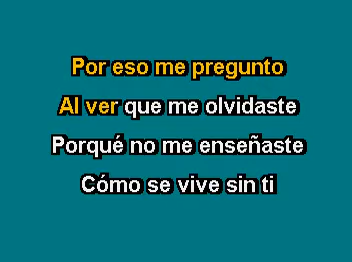 Por eso me pregunto
Al ver que me olvidaste
Porqué no me enseñaste
Cómo se vive sin ti